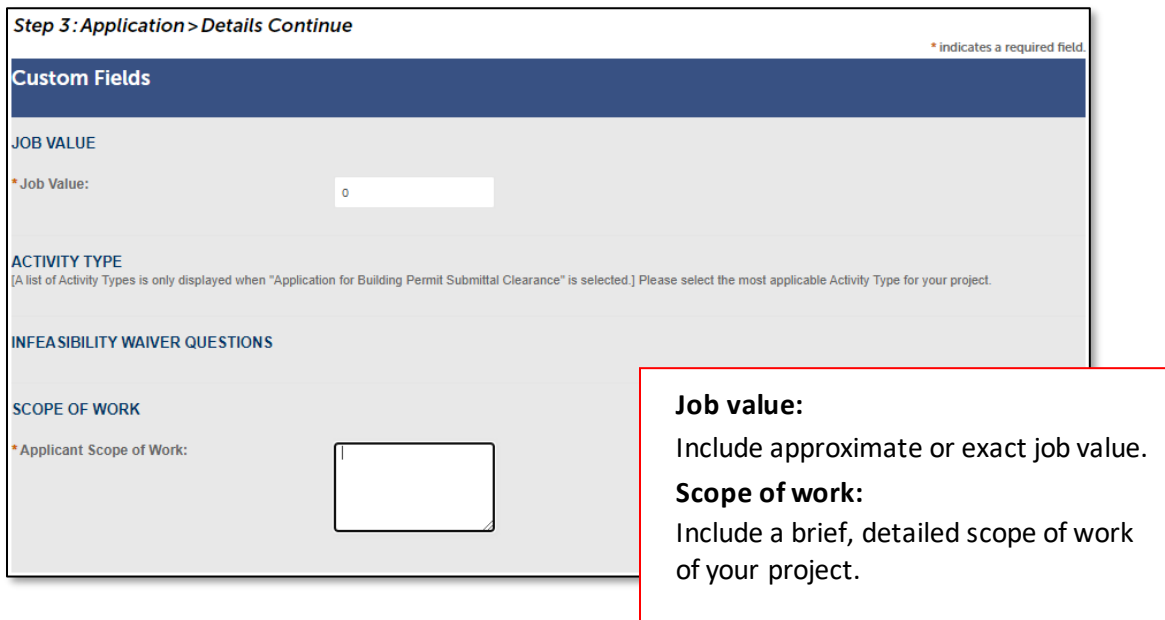 Step 3: Application > Details Continue
* indicates a required field.
Custom Fields
JOB VALUE
* Job Value:
0
ACTIVITY TYPE
[A list of Activity Types is only displayed when "Application for Building Permit Submittal Clearance" is selected.] Please select the most applicable Activity Type for your project.
INFEASIBILITY WAIVER QUESTIONS
SCOPE OF WORK
* Applicant Scope of Work:
Job value:
Include approximate or exact job value.
Scope of work:
Include a brief, detailed scope of work
of your project.